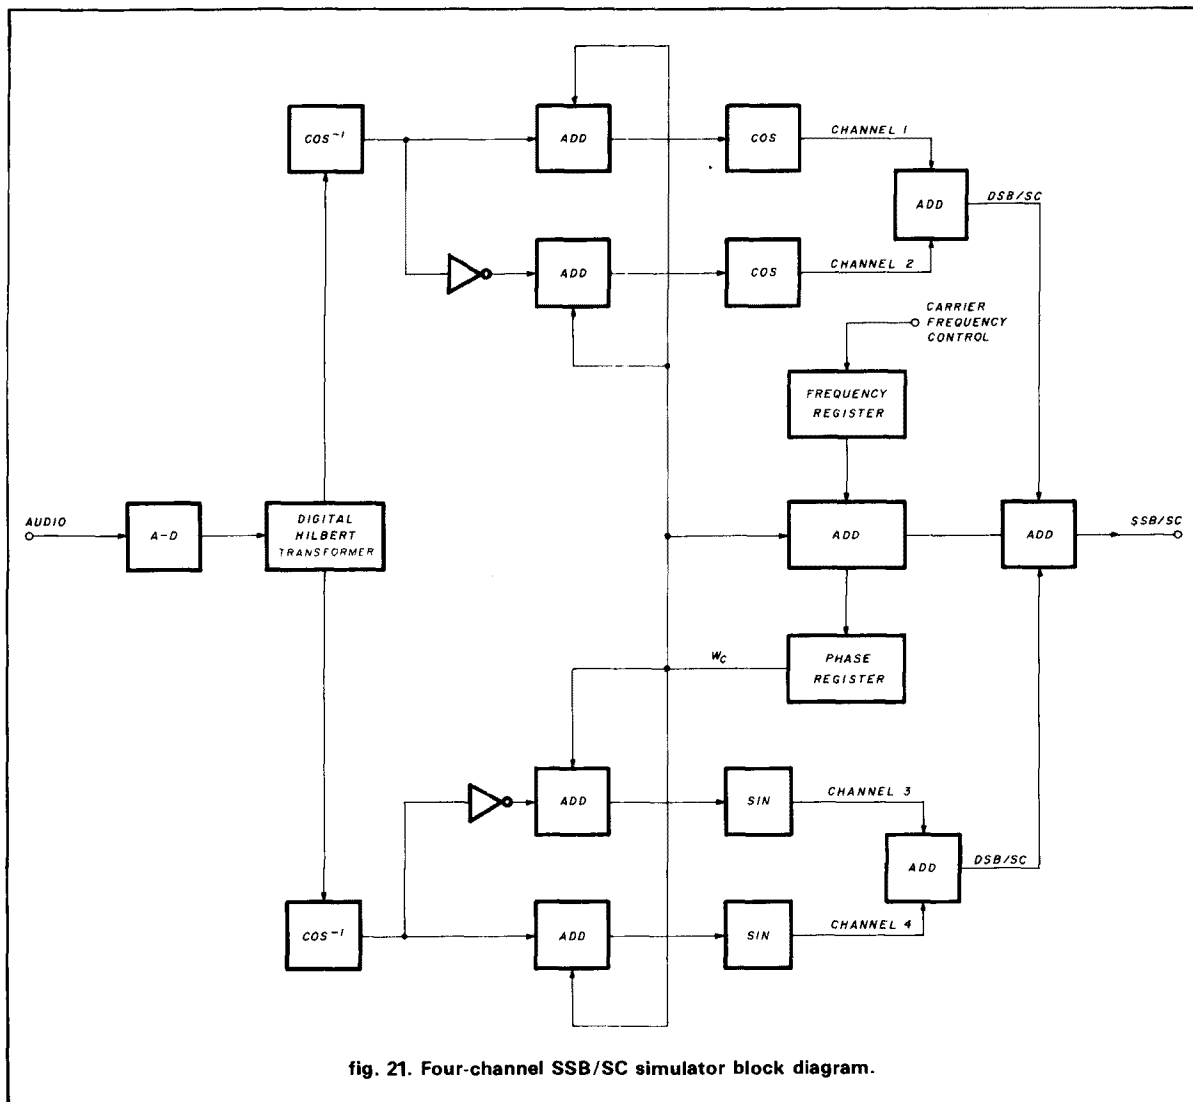 COS⁻¹
ADD
COS
CHANNEL 1
ADD
DSB/SC
ADD
COS
CHANNEL 2
CARRIER
FREQUENCY
CONTROL
FREQUENCY
REGISTER
AUDIO
A-D
DIGITAL
HILBERT
TRANSFORMER
ADD
ADD
SSB/SC
WC
PHASE
REGISTER
ADD
SIN
CHANNEL 3
ADD
DSB/SC
COS⁻¹
ADD
SIN
CHANNEL 4
fig. 21. Four-channel SSB/SC simulator block diagram.